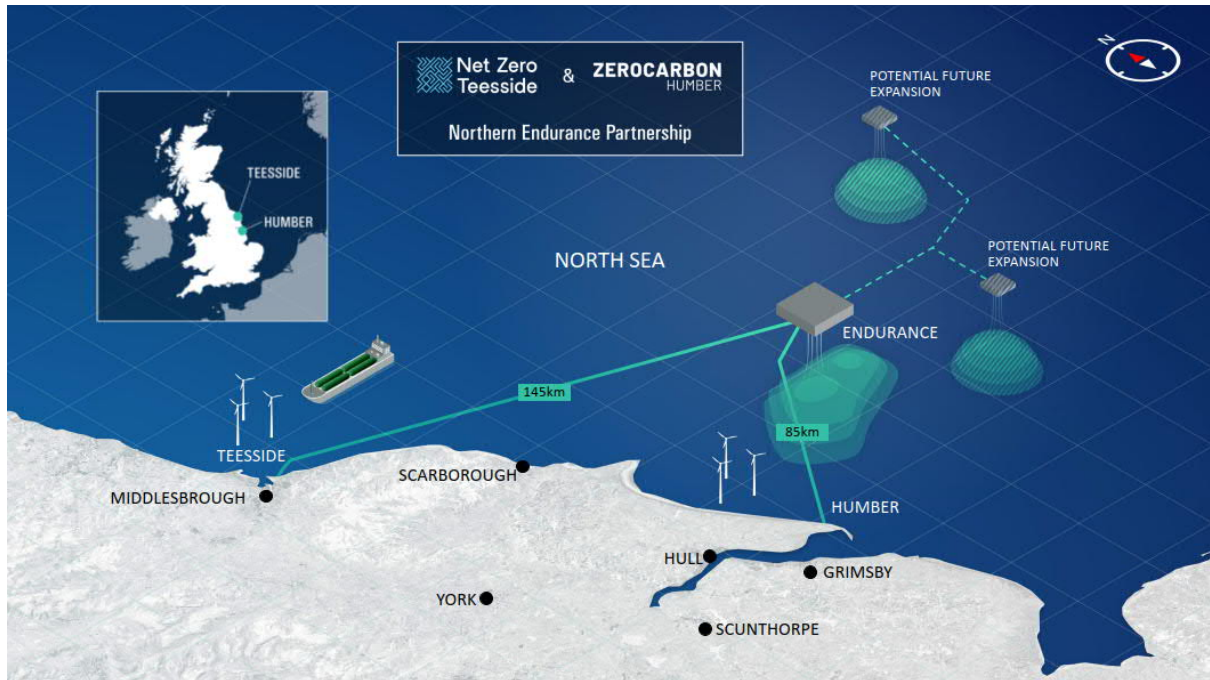 Net Zero
Teesside
&
ZEROCARBON
HUMBER
Northern Endurance Partnership
N
POTENTIAL FUTURE
EXPANSION
TEESSIDE
HUMBER
NORTH SEA
POTENTIAL FUTURE
EXPANSION
ENDURANCE
145km
85km
TEESSIDE
SCARBOROUGH
MIDDLESBROUGH
HUMBER
HULL
GRIMSBY
YORK
SCUNTHORPE